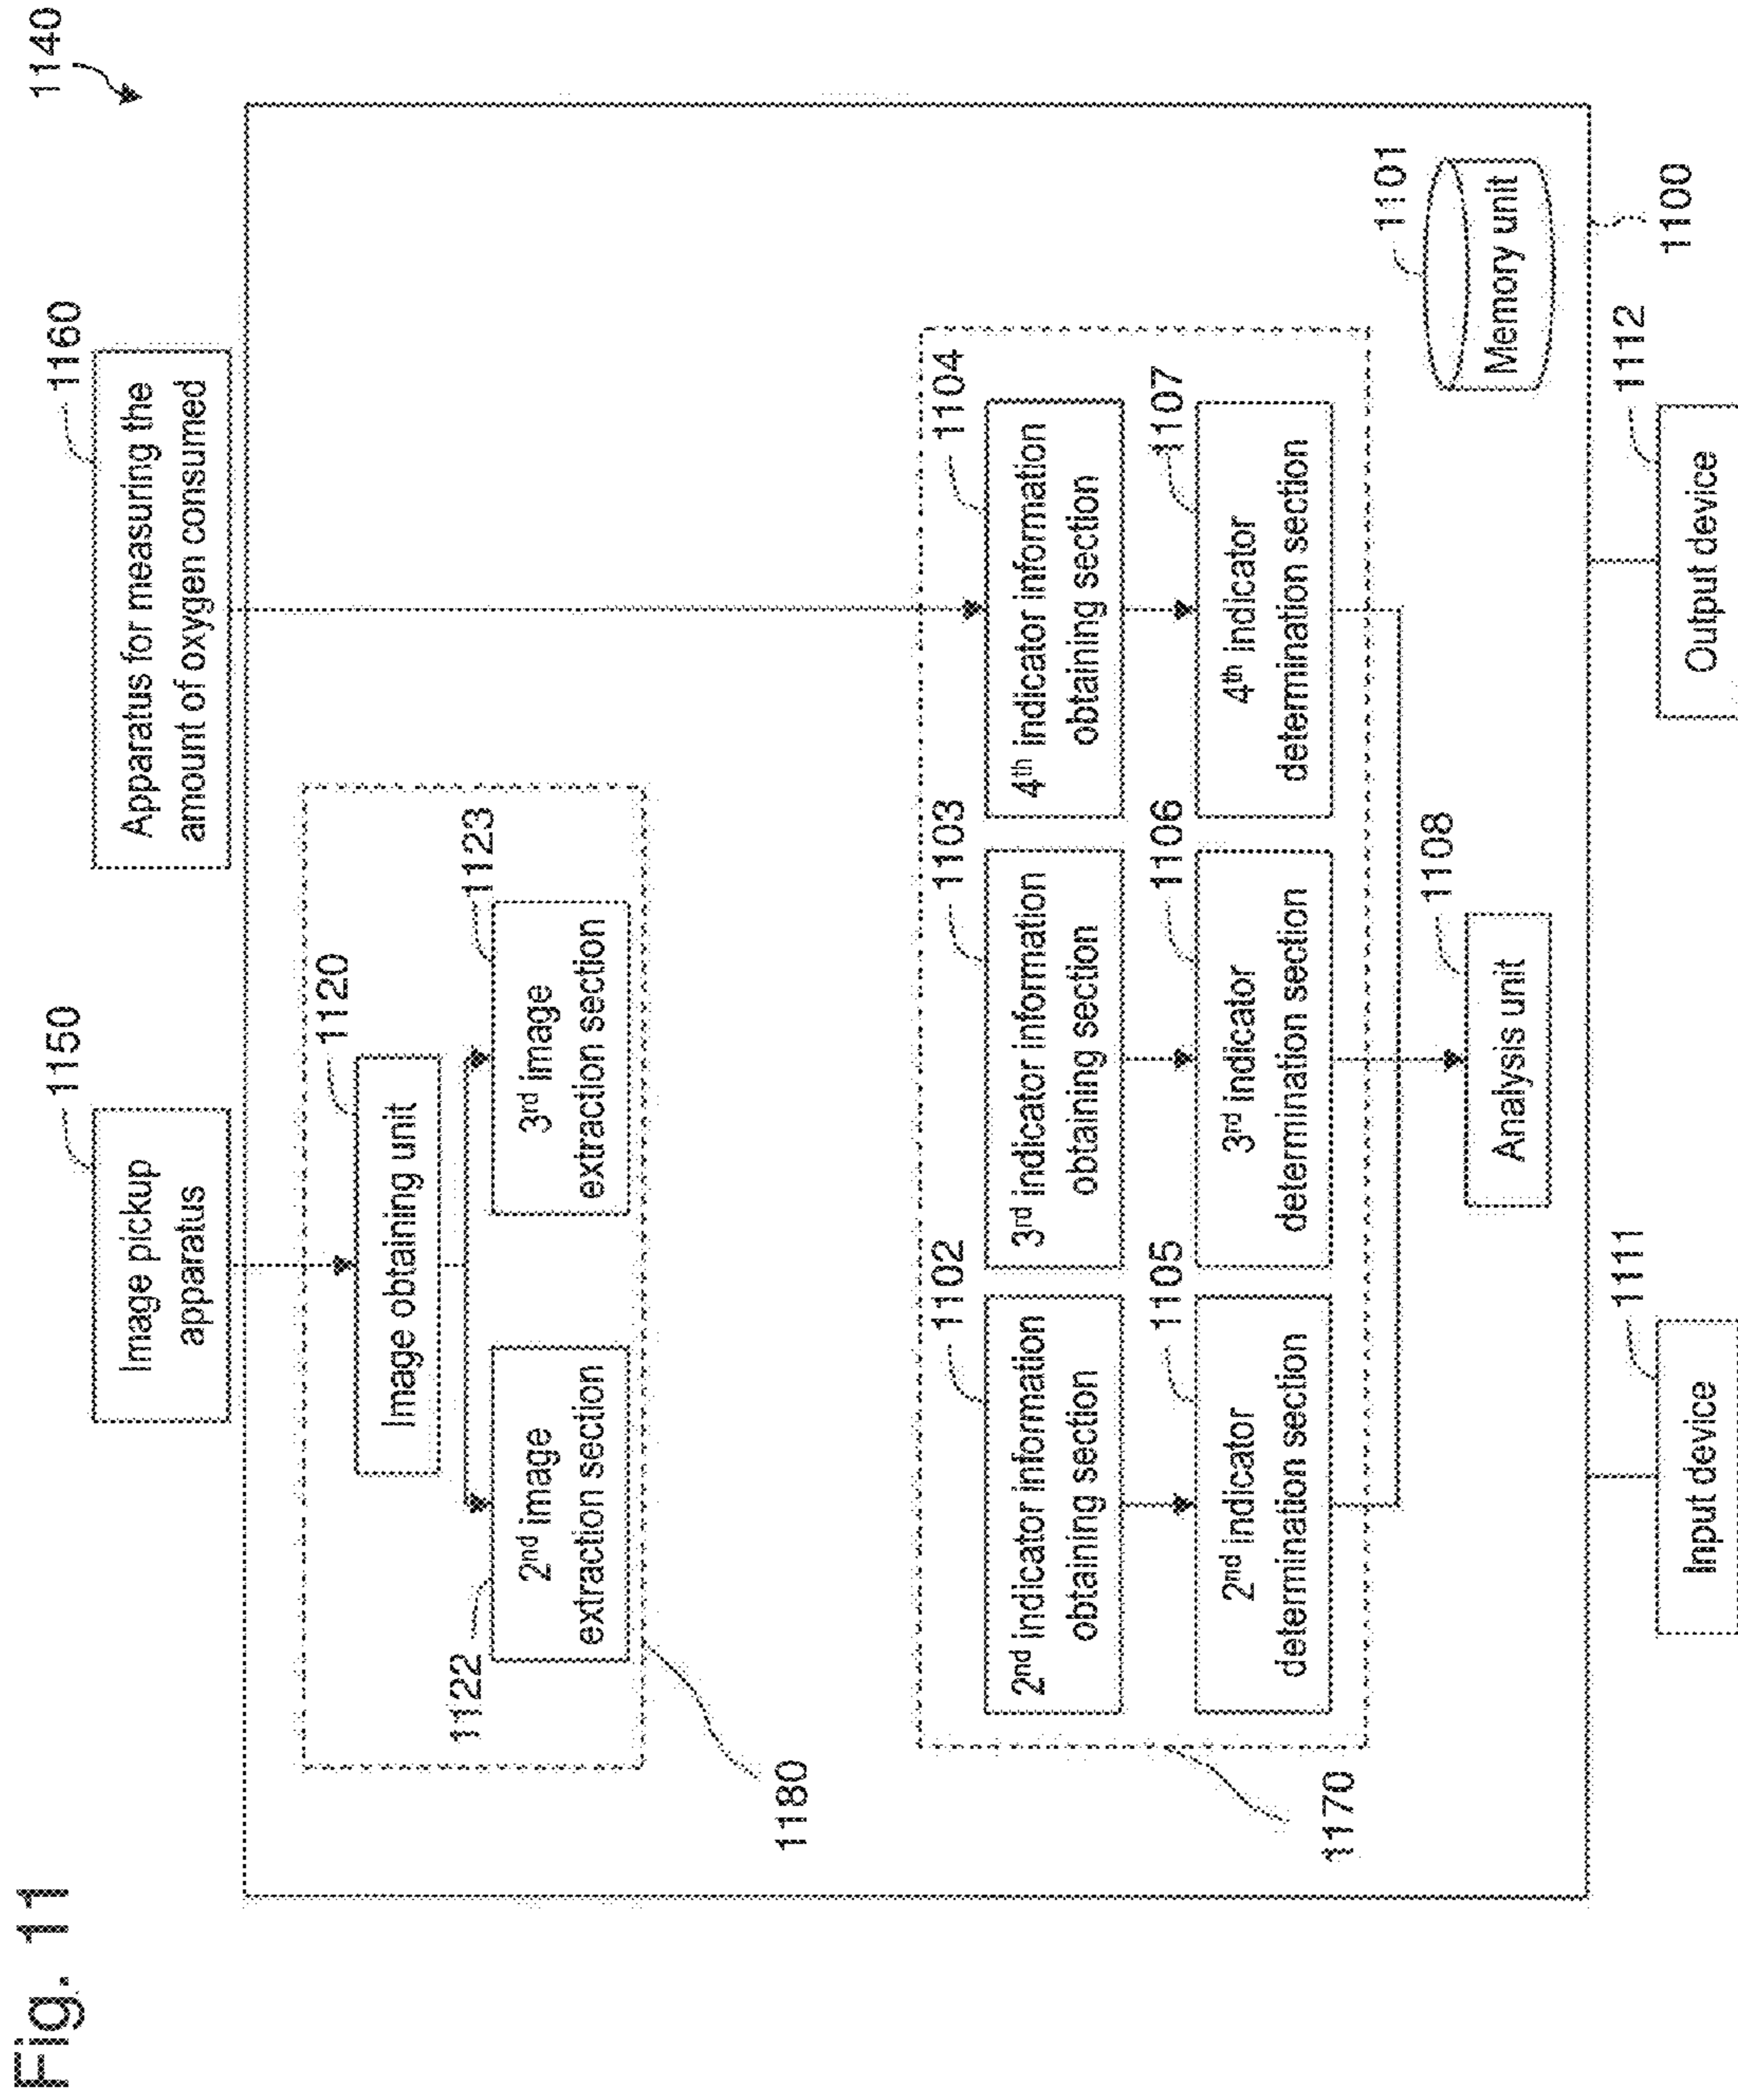 Fig. 11
1140
1150
Image pickup
apparatus
1160
Apparatus for measuring the
amount of oxygen consumed
1120
Image obtaining unit
1122
2nd image
extraction section
1123
3rd image
extraction section
1180
1102
2nd indicator information
obtaining section
1103
3rd indicator information
obtaining section
1104
4th indicator information
obtaining section
1105
2nd indicator
determination section
1106
3rd indicator
determination section
1107
4th indicator
determination section
1170
1108
Analysis unit
1101
Memory unit
1111
Input device
1112
Output device
1100